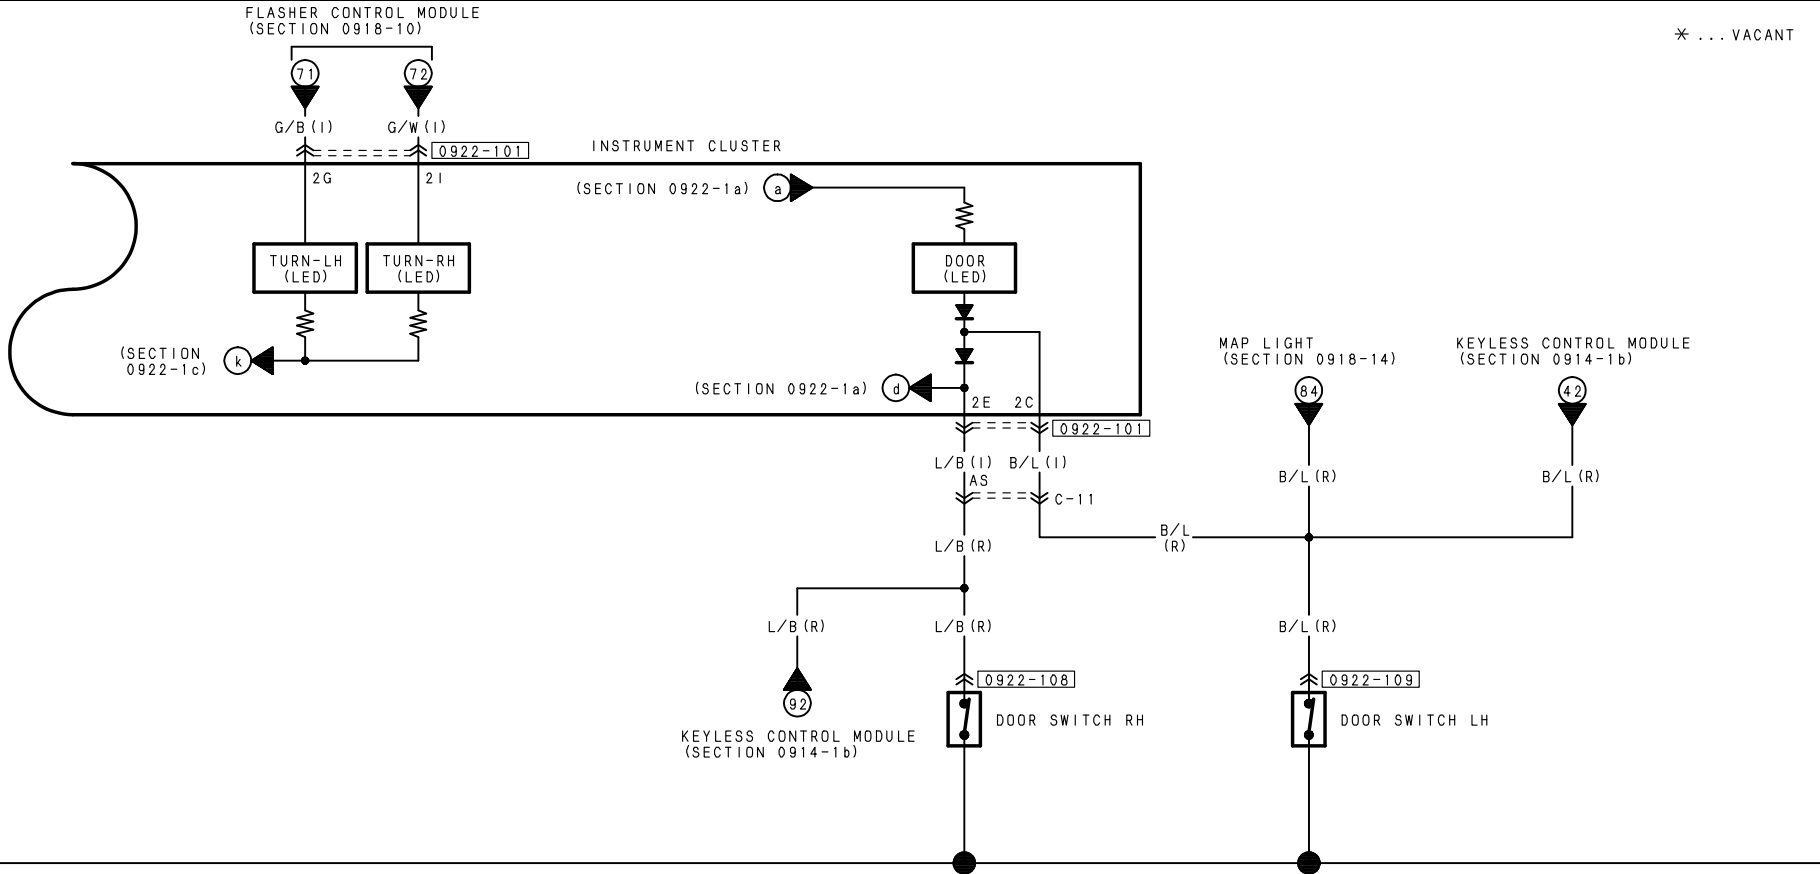 FLASHER CONTROL MODULE
(SECTION 0918-10)
* ... VACANT
71
72
G/B (I)
G/W (I)
0922-101
INSTRUMENT CLUSTER
2G
2I
(SECTION 0922-1a)
a
TURN-LH
(LED)
TURN-RH
(LED)
DOOR
(LED)
(SECTION
0922-1c)
k
(SECTION 0922-1a)
d
2E
2C
0922-101
MAP LIGHT
(SECTION 0918-14)
84
KEYLESS CONTROL MODULE
(SECTION 0914-1b)
42
L/B (I)
B/L (I)
AS
C-11
B/L (R)
B/L (R)
B/L
(R)
L/B (R)
L/B (R)
L/B (R)
B/L (R)
0922-108
0922-109
92
DOOR SWITCH RH
DOOR SWITCH LH
KEYLESS CONTROL MODULE
(SECTION 0914-1b)